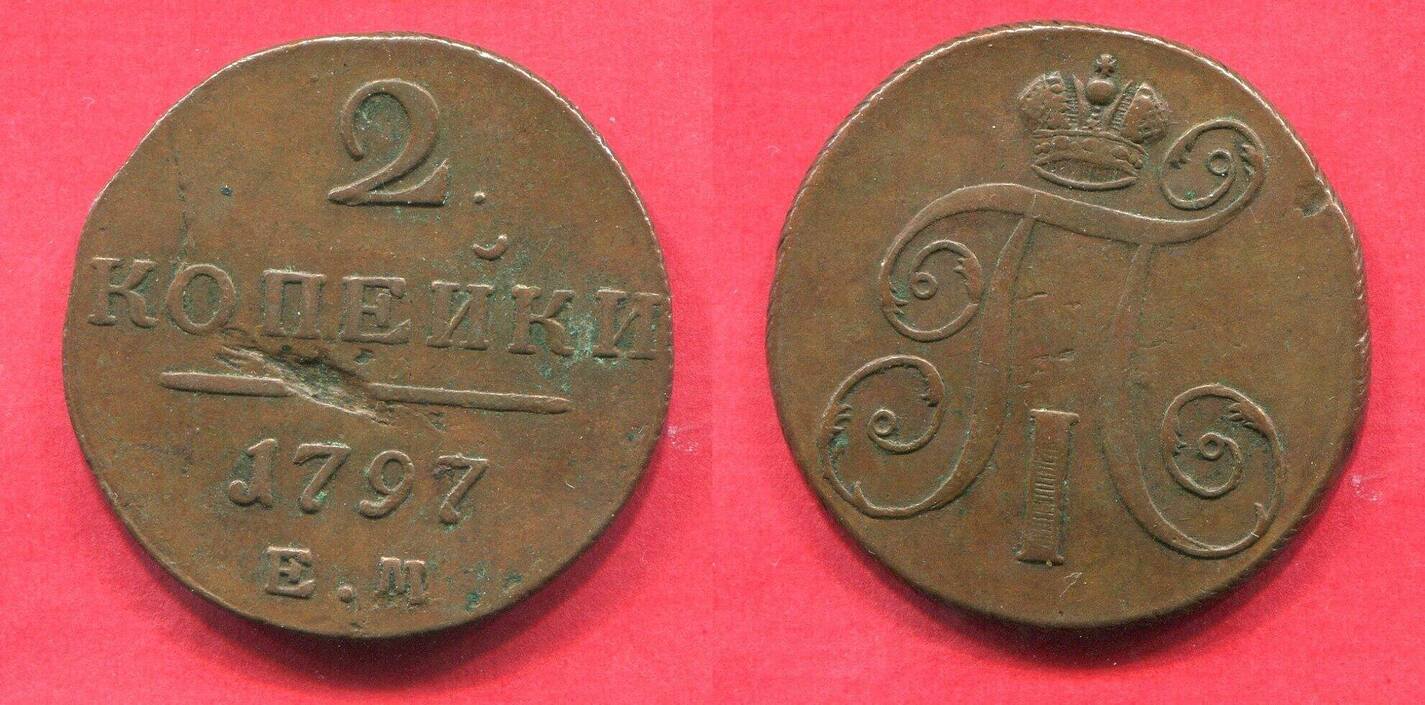 2.
КОПЕЙКИ
1797
Е.М
П
I